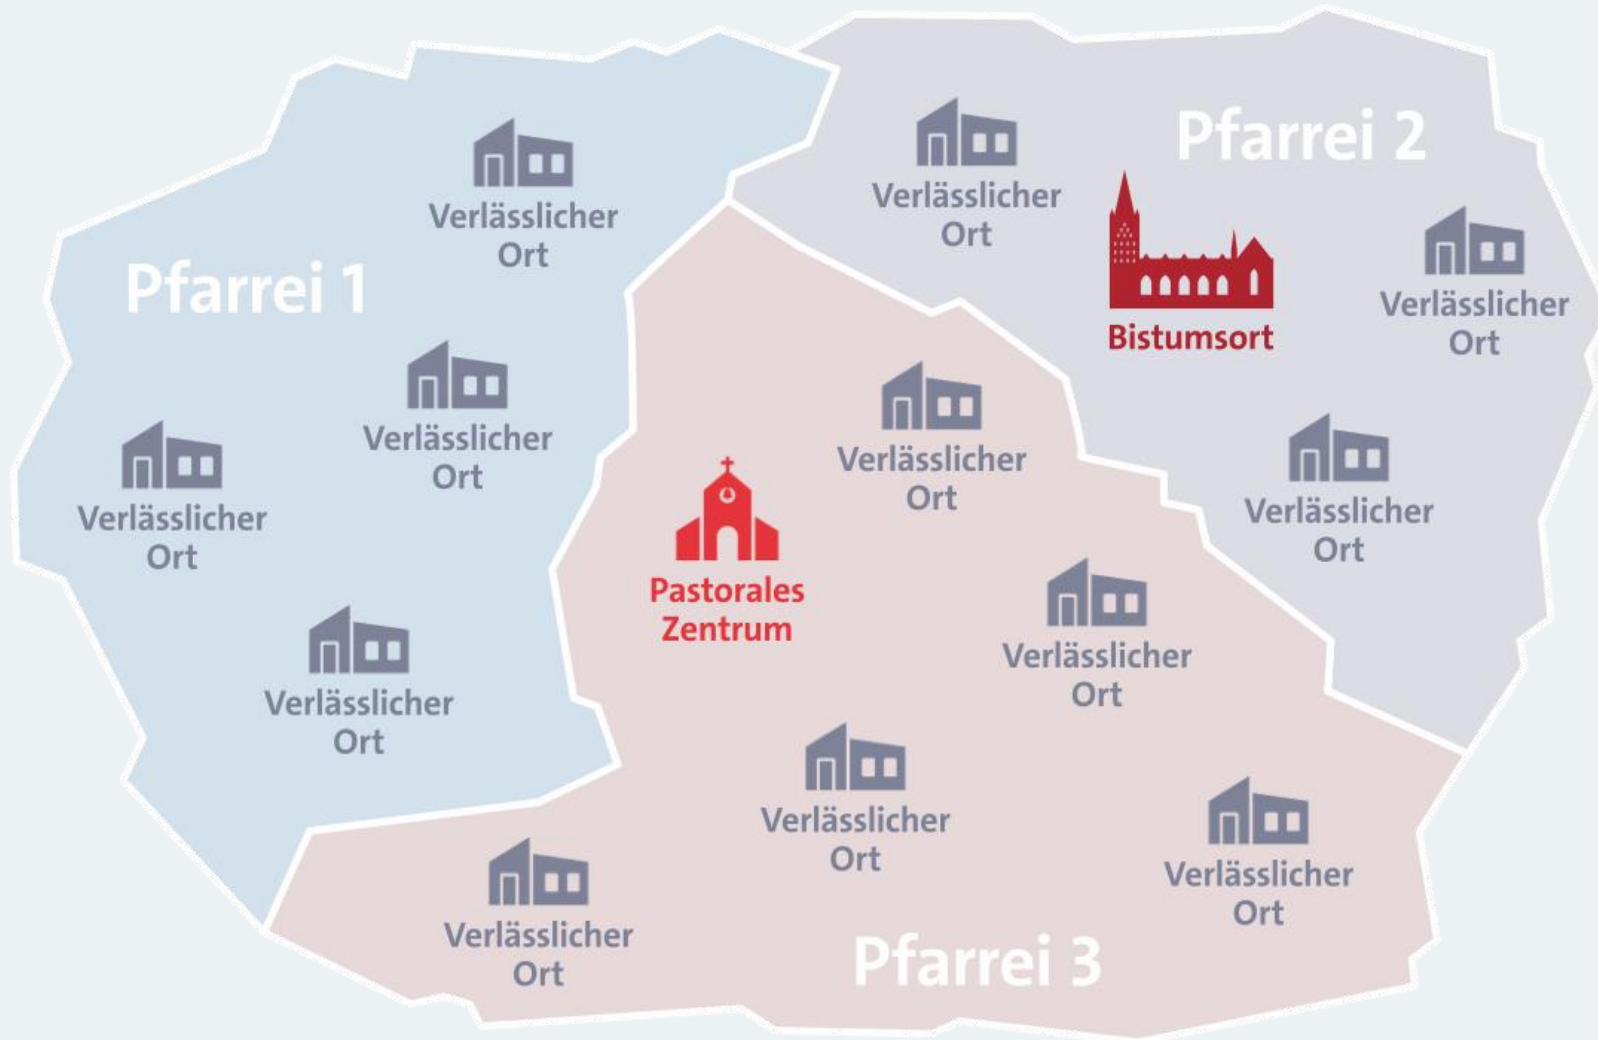 Pfarrei 1
Verlässlicher
Ort
Verlässlicher
Ort
Verlässlicher
Ort
Verlässlicher
Ort
Pfarrei 2
Verlässlicher
Ort
Bistumsort
Verlässlicher
Ort
Verlässlicher
Ort
Verlässlicher
Ort
Pastorales
Zentrum
Verlässlicher
Ort
Verlässlicher
Ort
Verlässlicher
Ort
Verlässlicher
Ort
Pfarrei 3